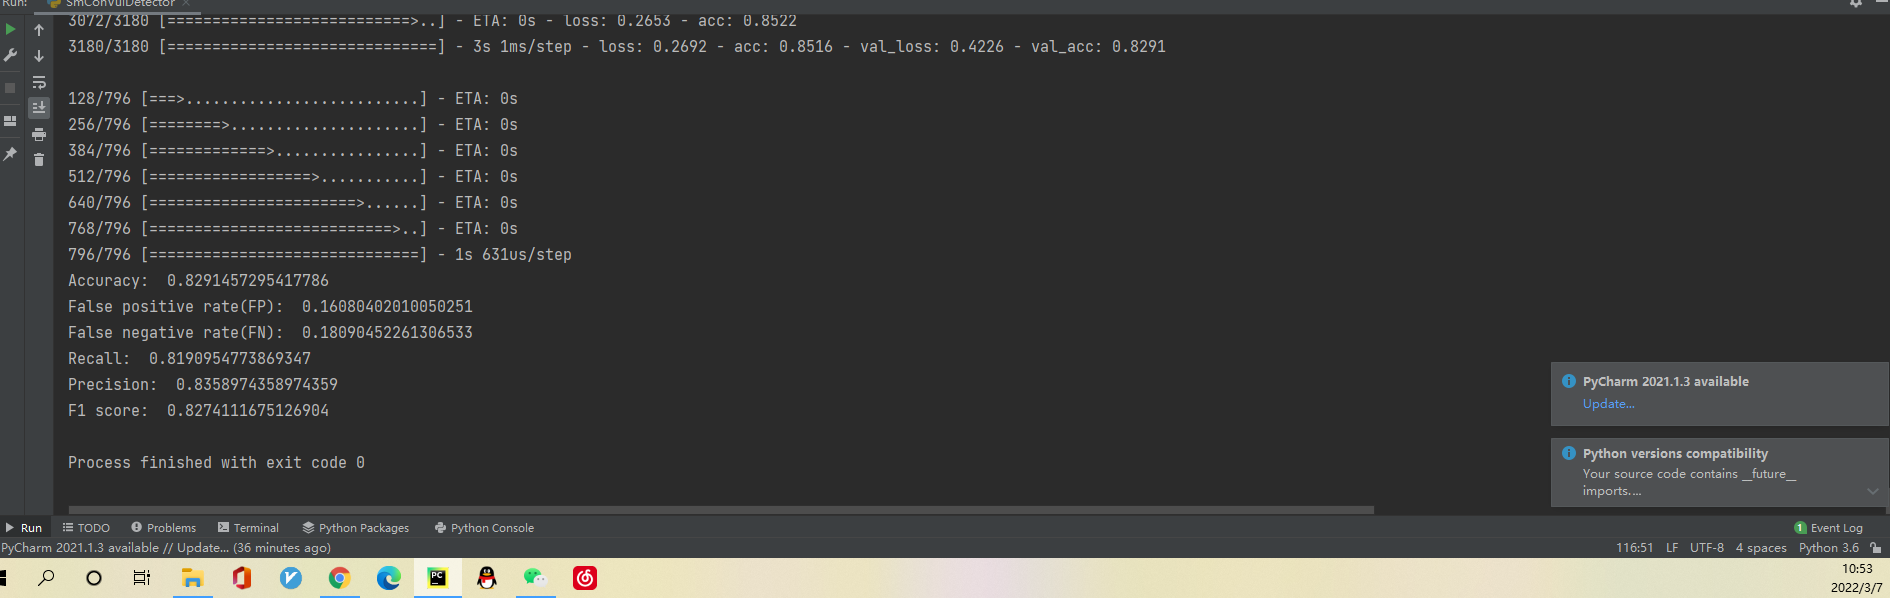 Run:
SmConVulDetector
3072/3180 [===========================>..] - ETA: 0s - loss: 0.2653 - acc: 0.8522
3180/3180 [==============================] - 3s 1ms/step - loss: 0.2692 - acc: 0.8516 - val_loss: 0.4226 - val_acc: 0.8291
128/796 [===>..........................] - ETA: 0s
256/796 [========>.....................] - ETA: 0s
384/796 [=============>................] - ETA: 0s
512/796 [==================>...........] - ETA: 0s
640/796 [=======================>......] - ETA: 0s
768/796 [===========================>..] - ETA: 0s
796/796 [==============================] - 1s 631us/step
Accuracy:  0.8291457295417786
False positive rate(FP):  0.16080402010050251
False negative rate(FN):  0.18090452261306533
Recall:  0.8190954773869347
Precision:  0.8358974358974359
F1 score:  0.8274111675126904
Process finished with exit code 0
PyCharm 2021.1.3 available
Update...
Python versions compatibility
Your source code contains __future__
imports....
Run
TODO
Problems
Terminal
Python Packages
Python Console
1 Event Log
PyCharm 2021.1.3 available // Update... (36 minutes ago)
116:51 LF UTF-8 4 spaces Python 3.6
PC
10:53
2022/3/7